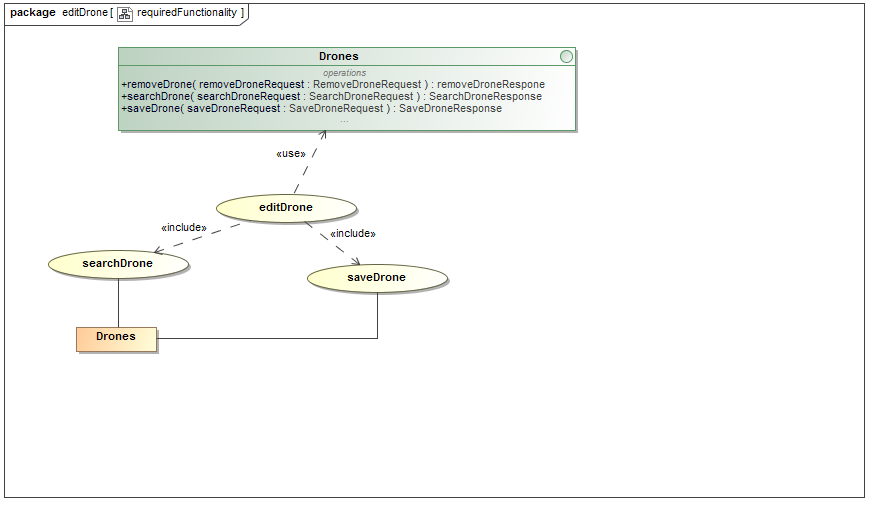 package editDrone [ requiredFunctionality ]
Drones
operations
+removeDrone( removeDroneRequest : RemoveDroneRequest ) : removeDroneRespone
+searchDrone( searchDroneRequest : SearchDroneRequest ) : SearchDroneResponse
+saveDrone( saveDroneRequest : SaveDroneRequest ) : SaveDroneResponse
...
«use»
editDrone
«include»
«include»
searchDrone
saveDrone
Drones